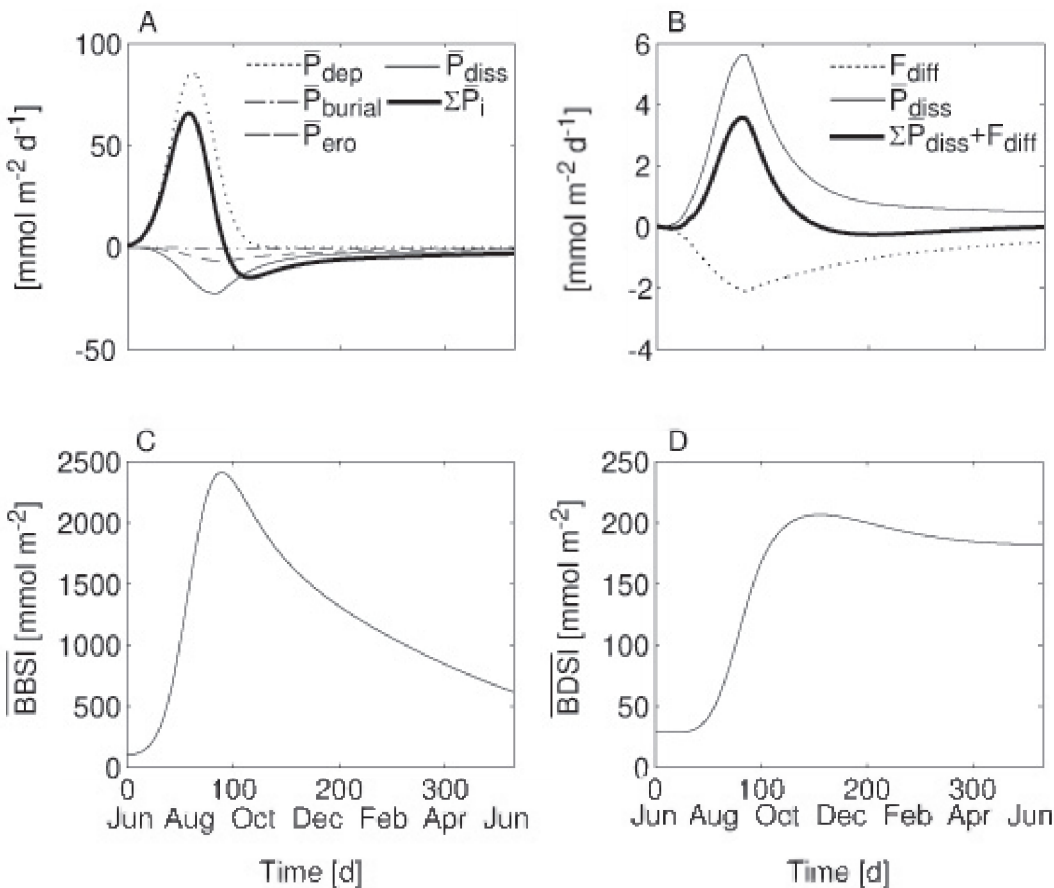 A
100
50
0
-50
[mmol m⁻² d⁻¹]
P̅dep
P̅burial
P̅ero
P̅diss
ΣP̅i
B
6
4
2
0
-2
-4
[mmol m⁻² d⁻¹]
Fdiff
P̅diss
ΣP̅diss+Fdiff
C
2500
2000
1500
1000
500
0
B̅B̅S̅I̅ [mmol m⁻²]
0 100 200 300
Jun Aug Oct Dec Feb Apr Jun
Time [d]
D
250
200
150
100
50
0
B̅D̅S̅I̅ [mmol m⁻²]
0 100 200 300
Jun Aug Oct Dec Feb Apr Jun
Time [d]